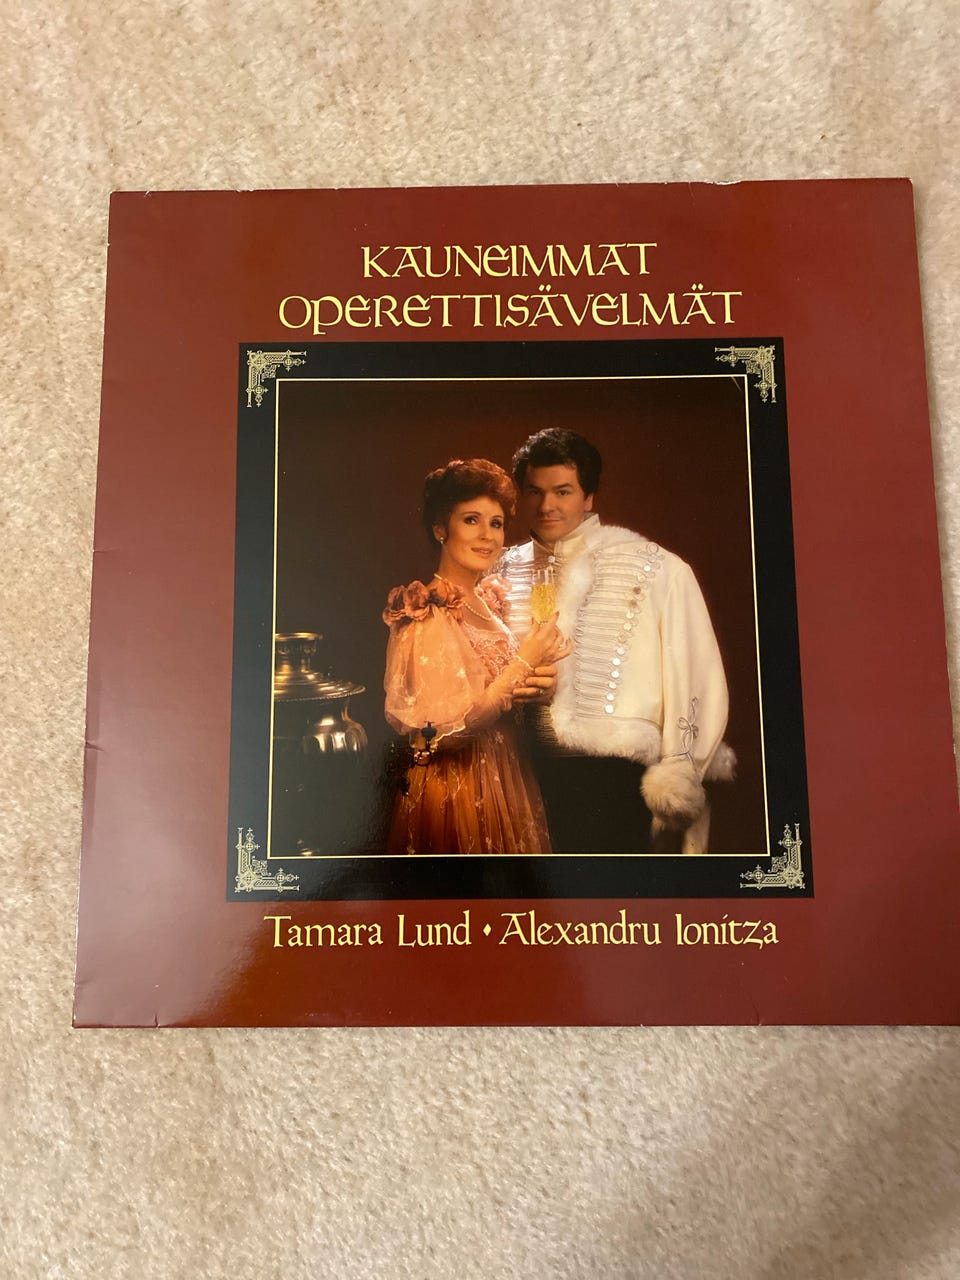 KAUNEIMMAT
OPERETTISÄVELMÄT
Tamara Lund • Alexandru Ionitza